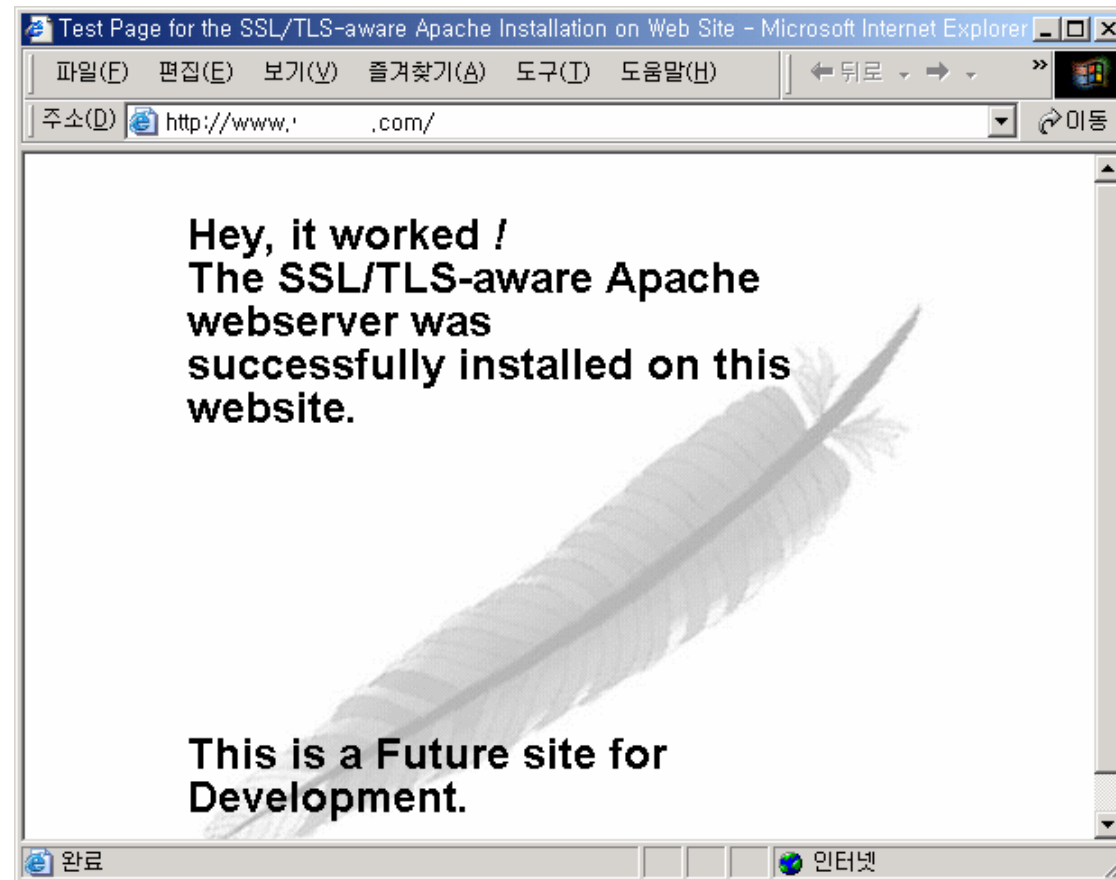 Test Page for the SSL/TLS-aware Apache Installation on Web Site - Microsoft Internet Explorer
파일(F) 편집(E) 보기(V) 즐겨찾기(A) 도구(T) 도움말(H) 뒤로 »
주소(D) http://www. .com/ 이동
Hey, it worked !
The SSL/TLS-aware Apache
webserver was
successfully installed on this
website.
This is a Future site for
Development.
완료 인터넷